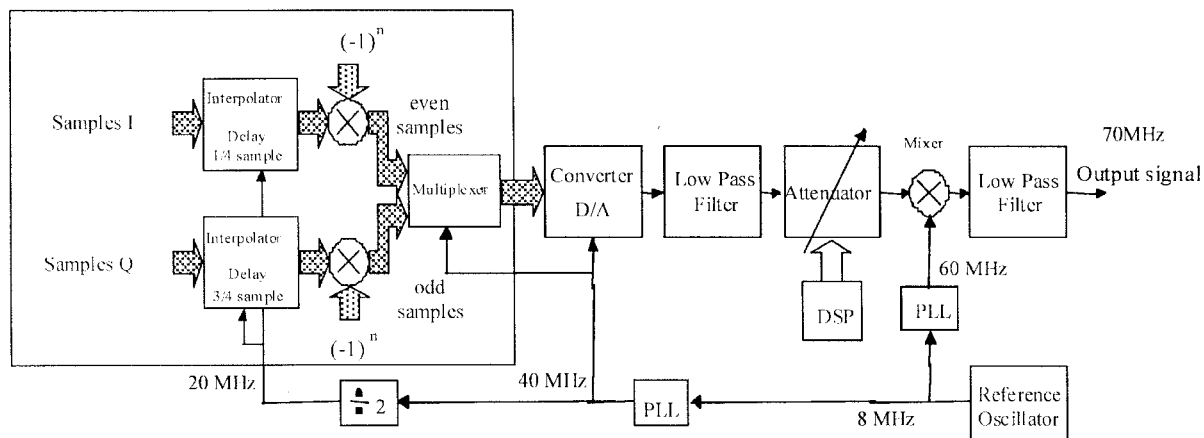 (-1)^n
Samples I
Interpolator
Delay
1/4 sample
even
samples
Multiplexer
Converter
D/A
Low Pass
Filter
Attenuator
Mixer
Low Pass
Filter
70MHz
Output signal
Samples Q
Interpolator
Delay
3/4 sample
odd
samples
(-1)^n
60 MHz
DSP
PLL
20 MHz
÷ 2
40 MHz
PLL
8 MHz
Reference
Oscillator